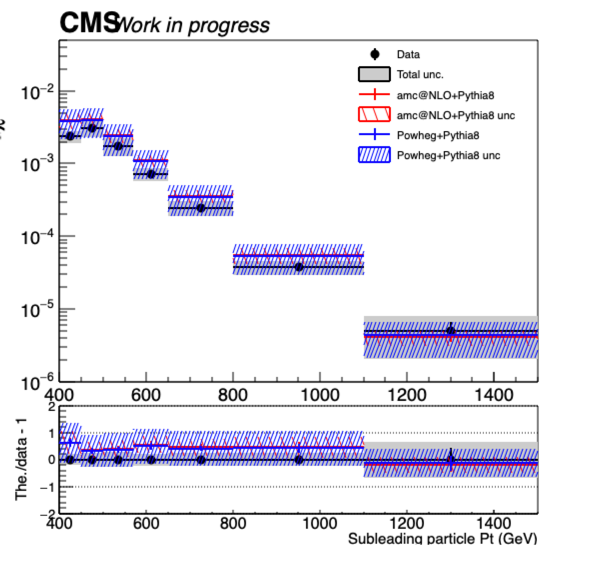 CMS Work in progress
Data
Total unc.
amc@NLO+Pythia8
amc@NLO+Pythia8 unc
Powheg+Pythia8
Powheg+Pythia8 unc
10⁻²
10⁻³
10⁻⁴
10⁻⁵
10⁻⁶
400 600 800 1000 1200 1400
The./data - 1
2
1
0
−1
−2
400 600 800 1000 1200 1400
Subleading particle Pt (GeV)